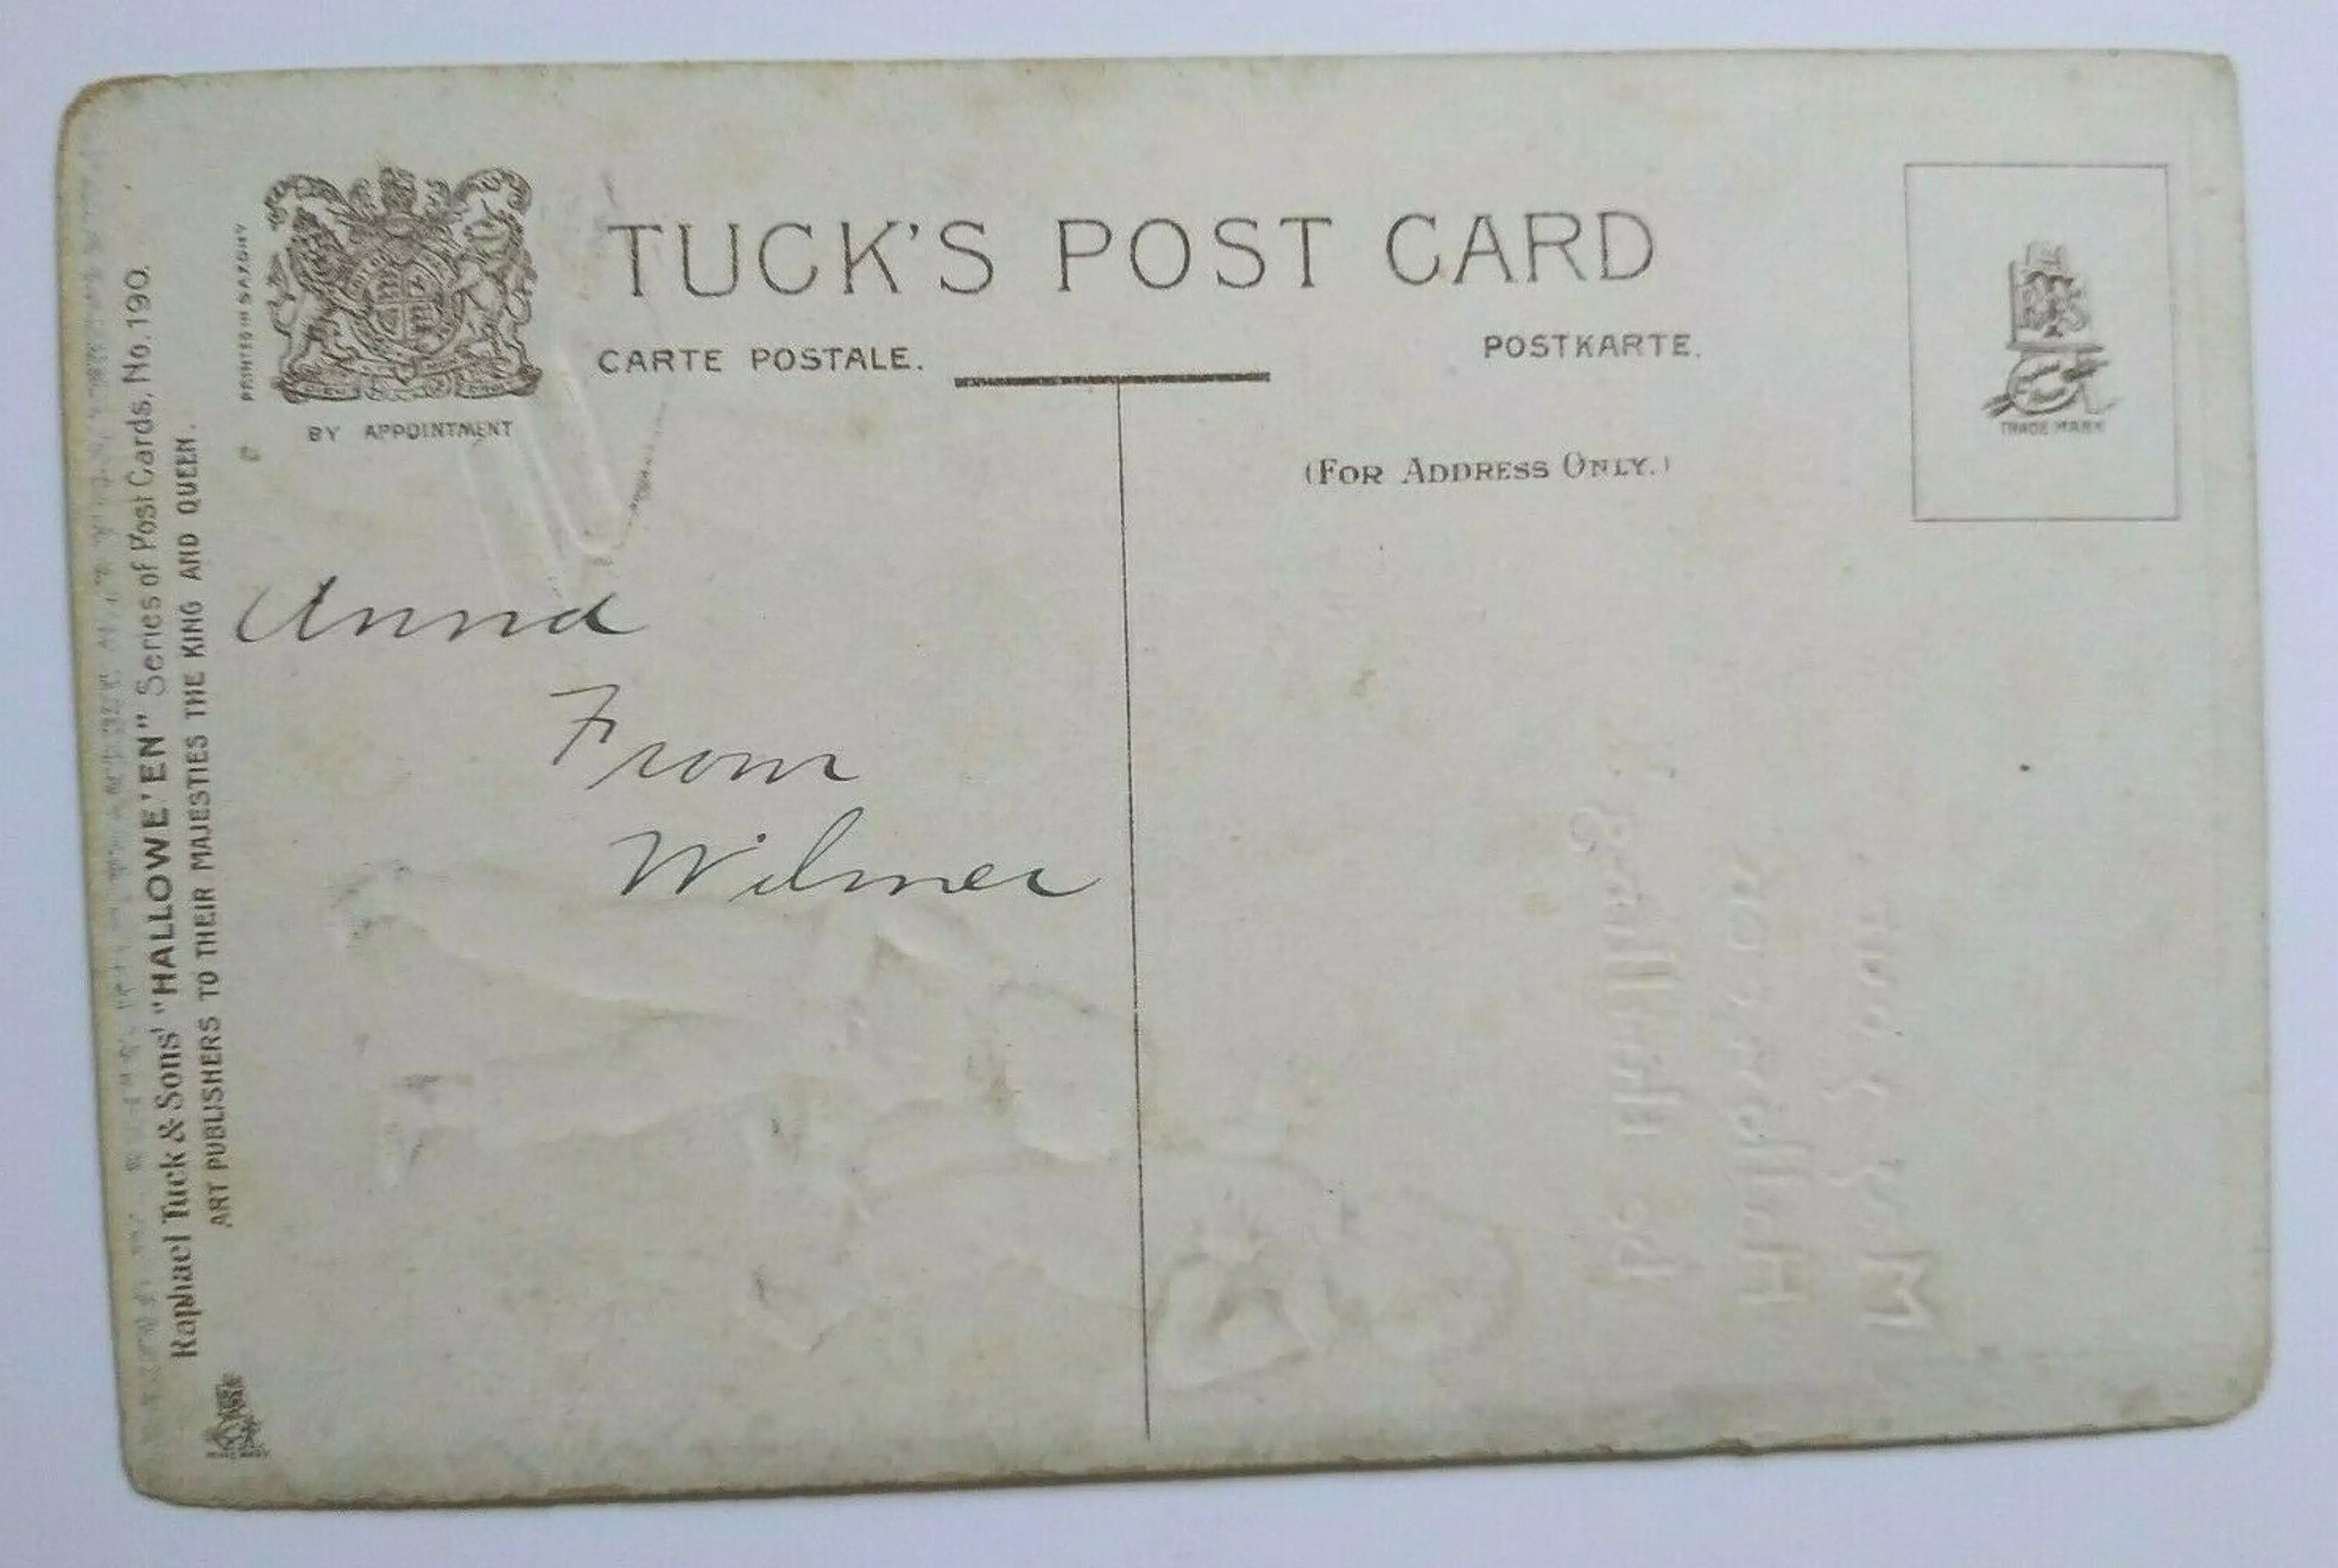 TUCK'S POST CARD
CARTE POSTALE.
POSTKARTE.
PRINTED IN SAXONY
BY APPOINTMENT
(FOR ADDRESS ONLY.)
TRADE MARK
Anna
From
Wilmer
Raphael Tuck & Sons' "HALLOWE'EN" Series of Post Cards, No. 190.
ART PUBLISHERS TO THEIR MAJESTIES THE KING AND QUEEN.